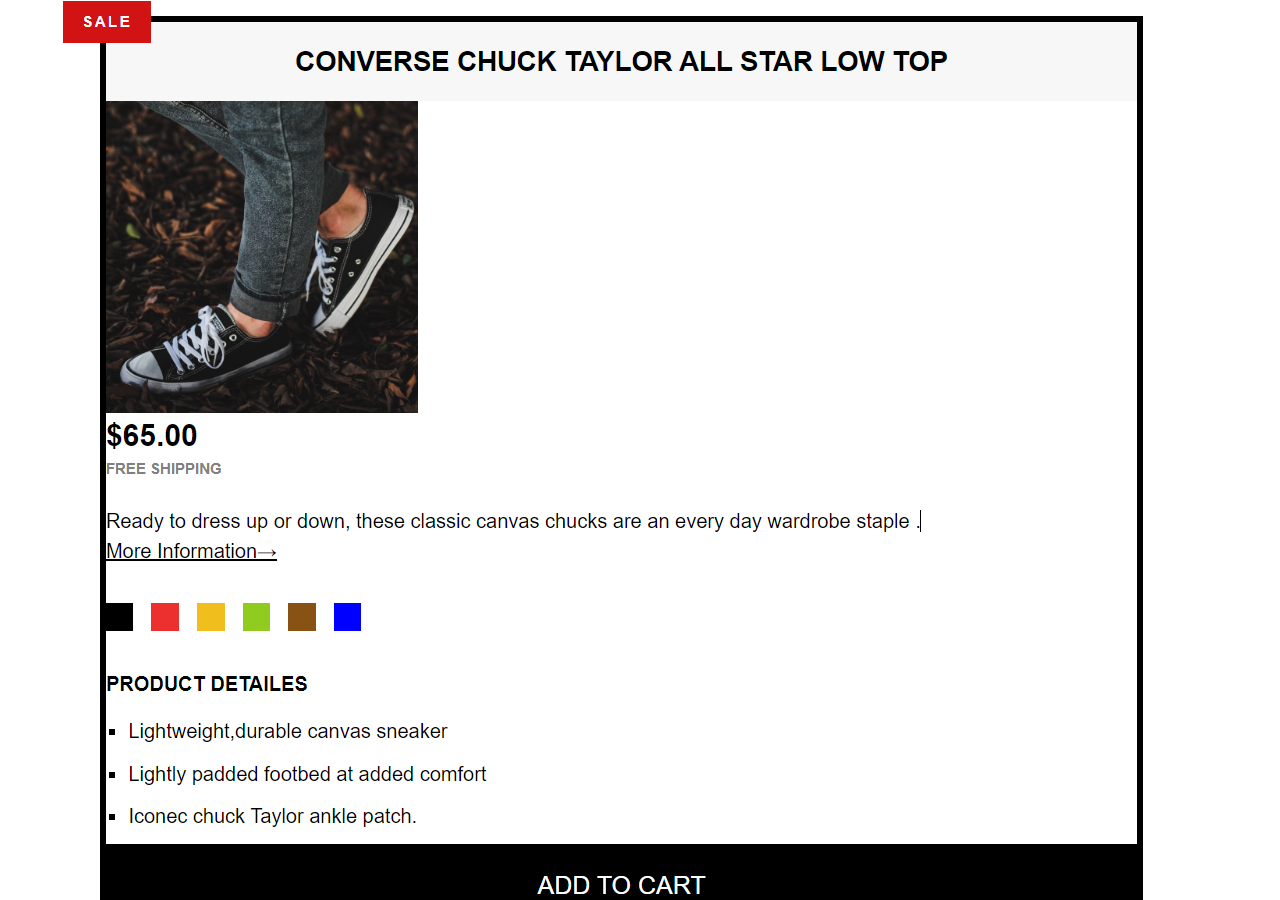 SALE
CONVERSE CHUCK TAYLOR ALL STAR LOW TOP
$65.00
FREE SHIPPING
Ready to dress up or down, these classic canvas chucks are an every day wardrobe staple .
More Information→
PRODUCT DETAILES
Lightweight,durable canvas sneaker
Lightly padded footbed at added comfort
Iconec chuck Taylor ankle patch.
ADD TO CART